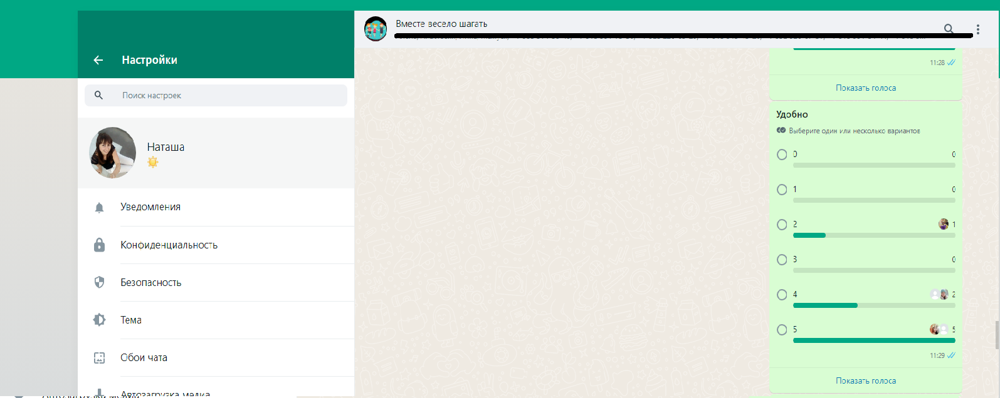 Настройки
Поиск настроек
Наташа
Уведомления
Конфиденциальность
Безопасность
Тема
Обои чата
Автозагрузка медиа
Автозагрузка медиа
Вместе весело шагать
11:28
Показать голоса
Удобно
Выберите один или несколько вариантов
0 0
1 0
2 1
3 0
4 2
5 5
11:29
Показать голоса